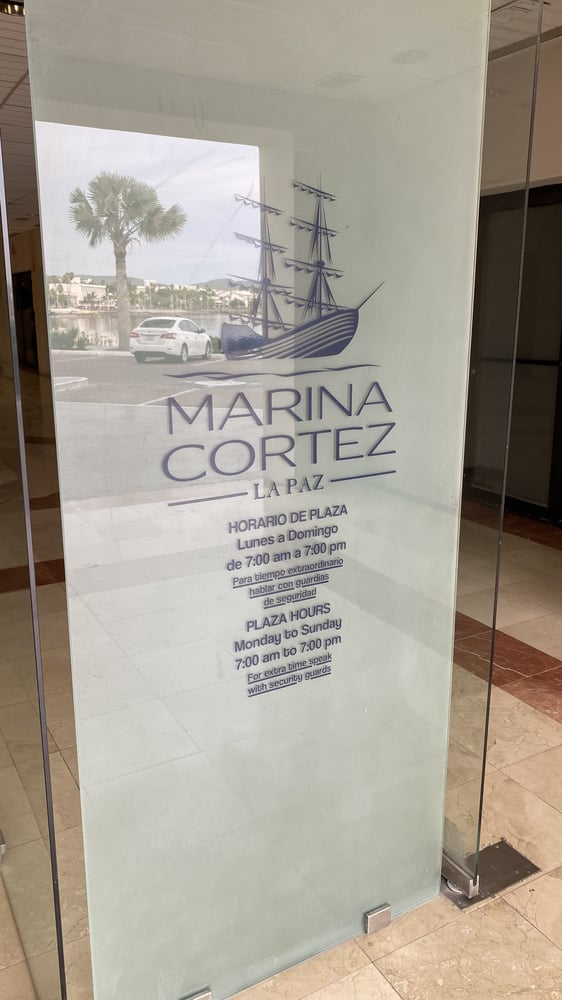 MARINA
CORTEZ
LA PAZ
HORARIO DE PLAZA
Lunes a Domingo
de 7:00 am a 7:00 pm
Para tiempo extraordinario
hablar con guardias
de seguridad
PLAZA HOURS
Monday to Sunday
7:00 am to 7:00 pm
For extra time speak
with security guards